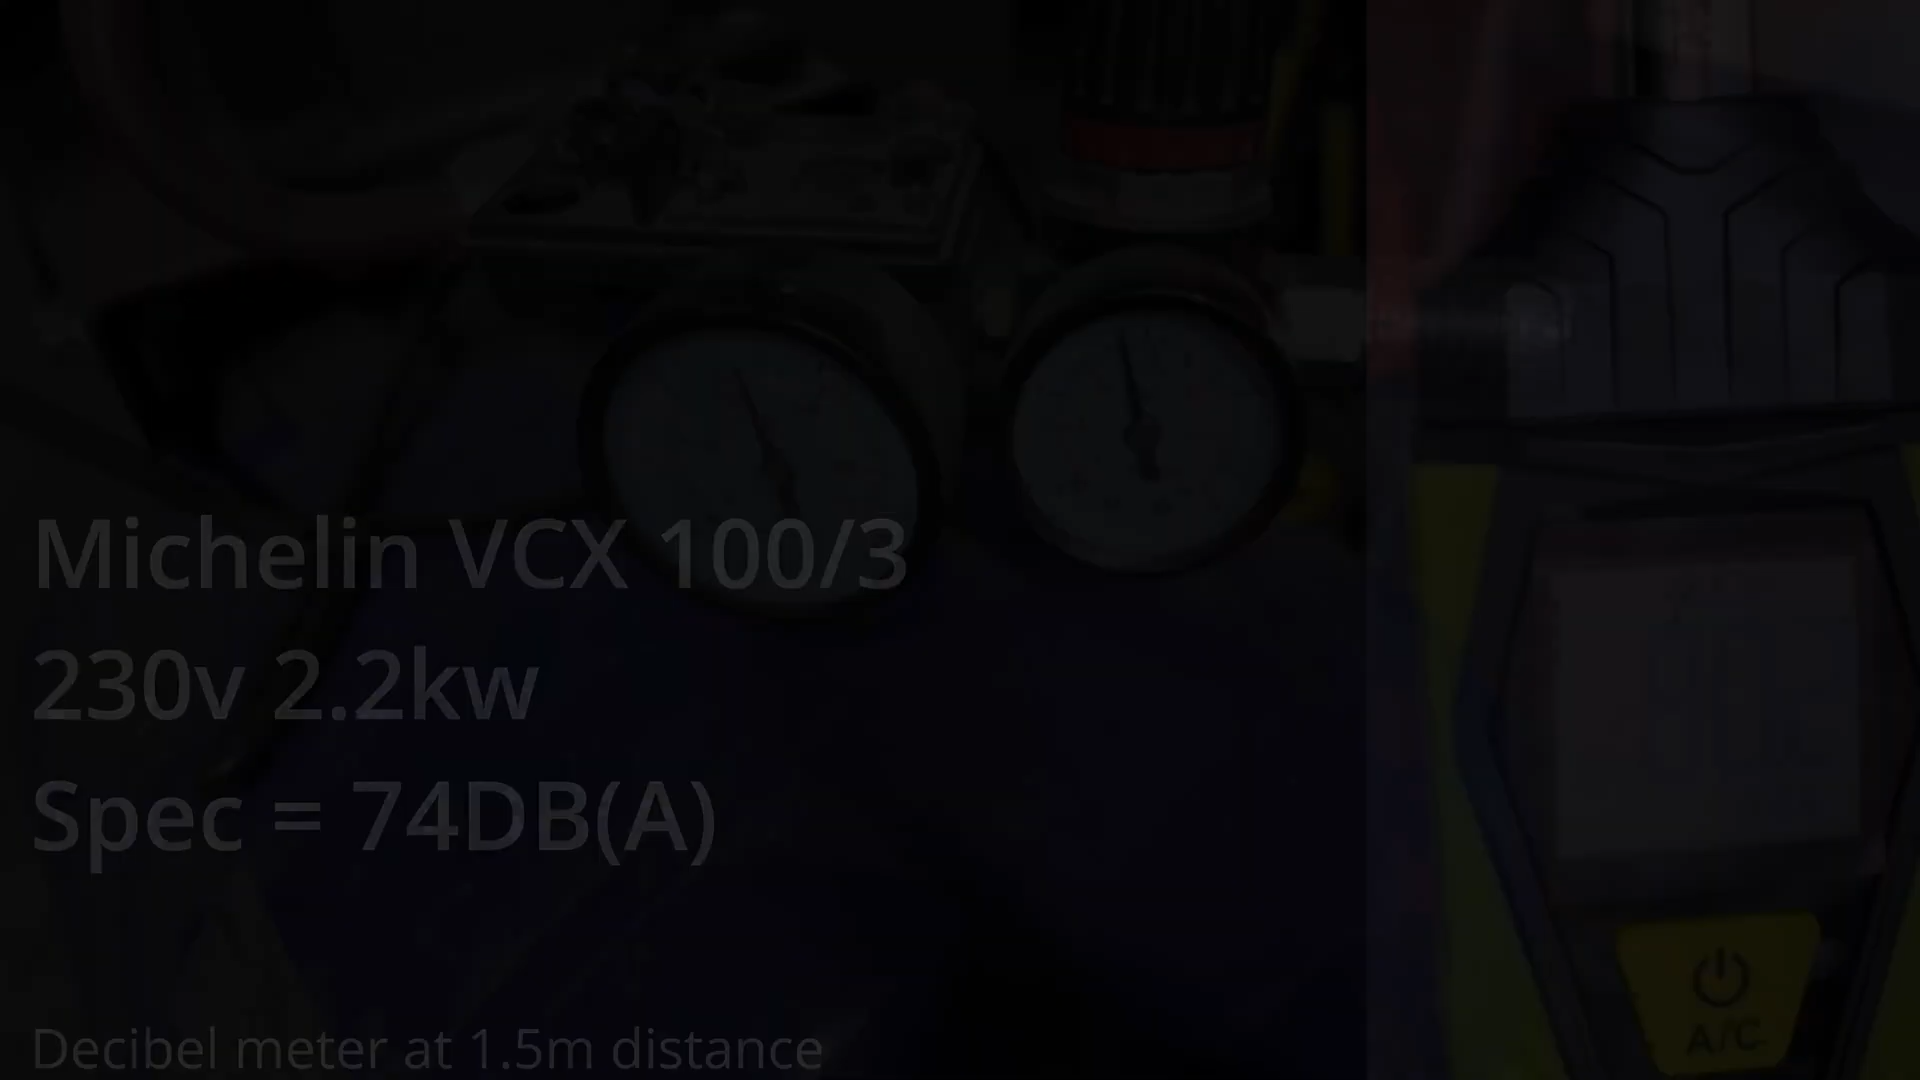 Michelin VCX 100/3
230v 2.2kw
Spec = 74DB(A)
Decibel meter at 1.5m distance
A/C